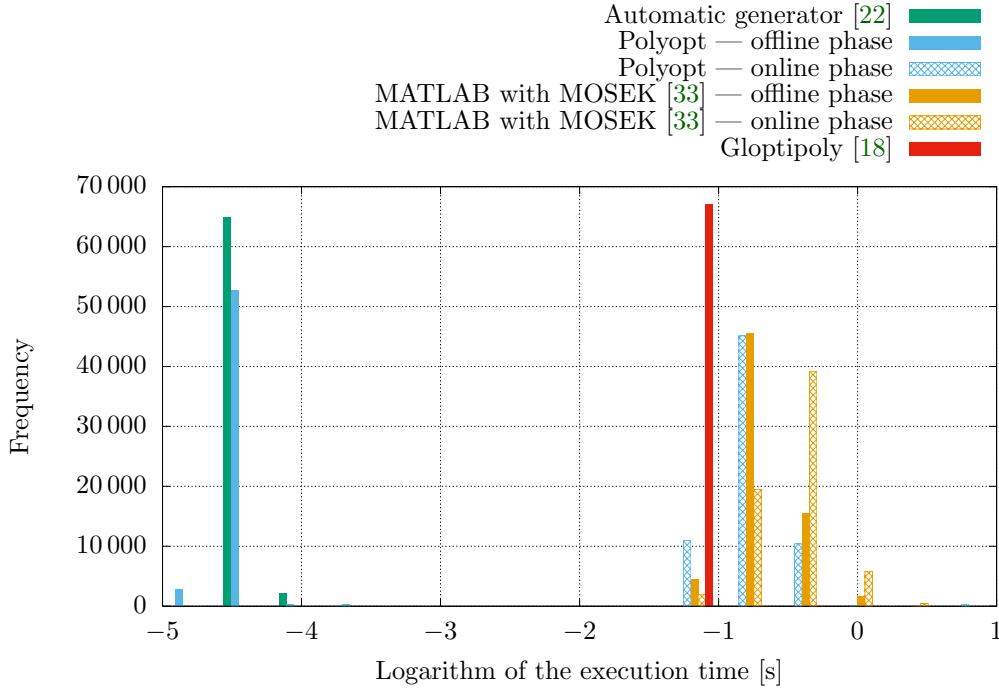 Automatic generator [22]
Polyopt — offline phase
Polyopt — online phase
MATLAB with MOSEK [33] — offline phase
MATLAB with MOSEK [33] — online phase
Gloptipoly [18]
70 000
60 000
50 000
40 000
30 000
20 000
10 000
0
Frequency
−5 −4 −3 −2 −1 0 1
Logarithm of the execution time [s]